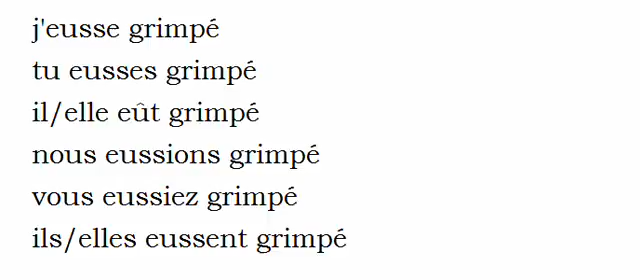 j'eusse grimpé
tu eusses grimpé
il/elle eût grimpé
nous eussions grimpé
vous eussiez grimpé
ils/elles eussent grimpé